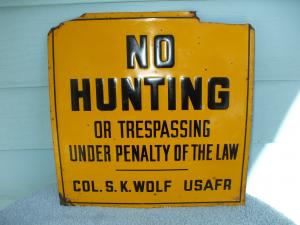 NO
HUNTING
OR TRESPASSING
UNDER PENALTY OF THE LAW
COL. S. K. WOLF USAFR